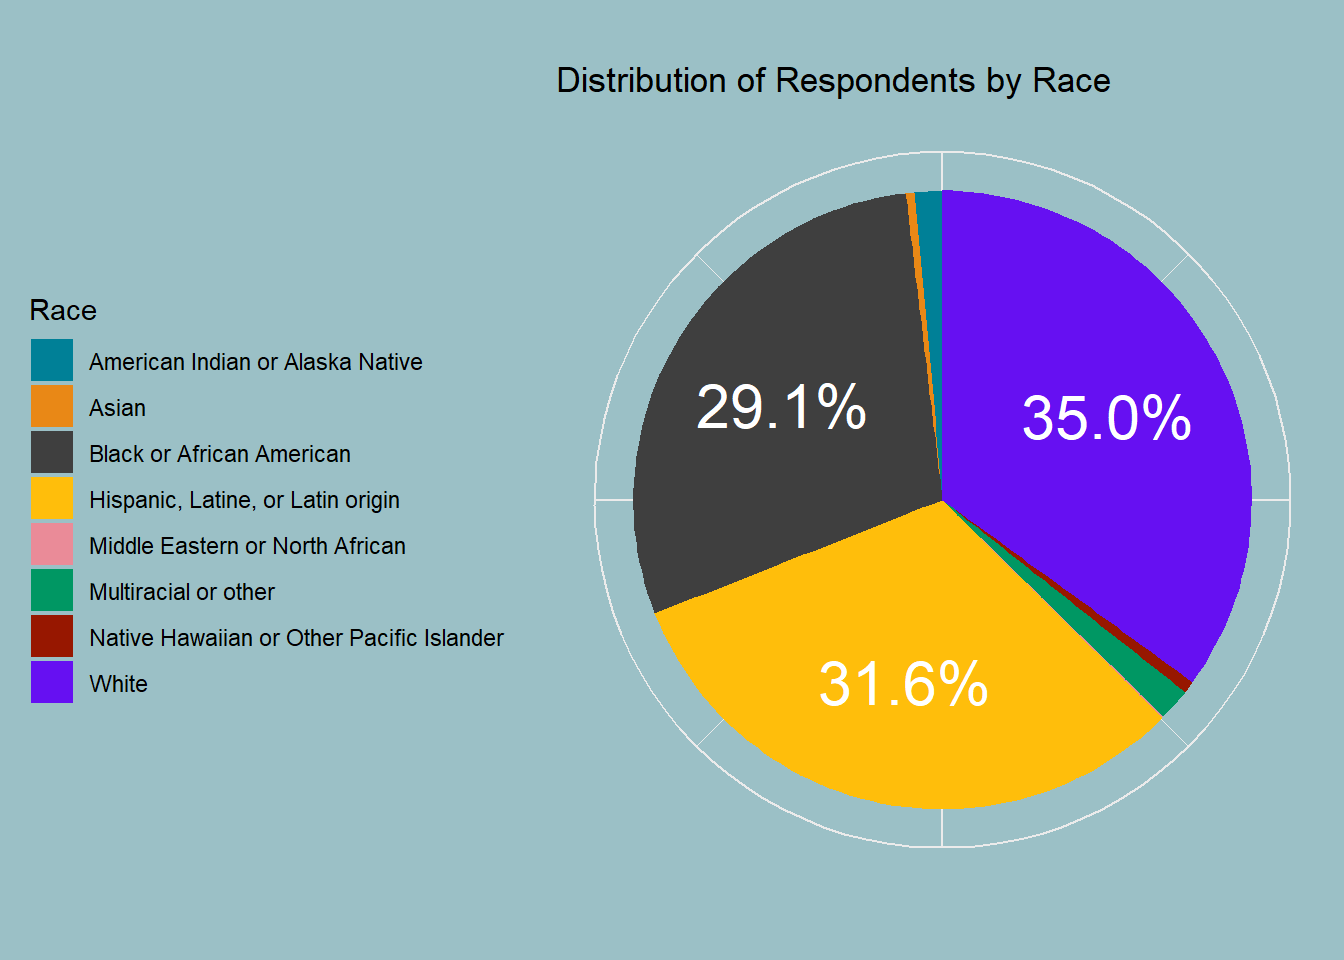 Distribution of Respondents by Race
Race
American Indian or Alaska Native
Asian
Black or African American
Hispanic, Latine, or Latin origin
Middle Eastern or North African
Multiracial or other
Native Hawaiian or Other Pacific Islander
White
29.1%
35.0%
31.6%